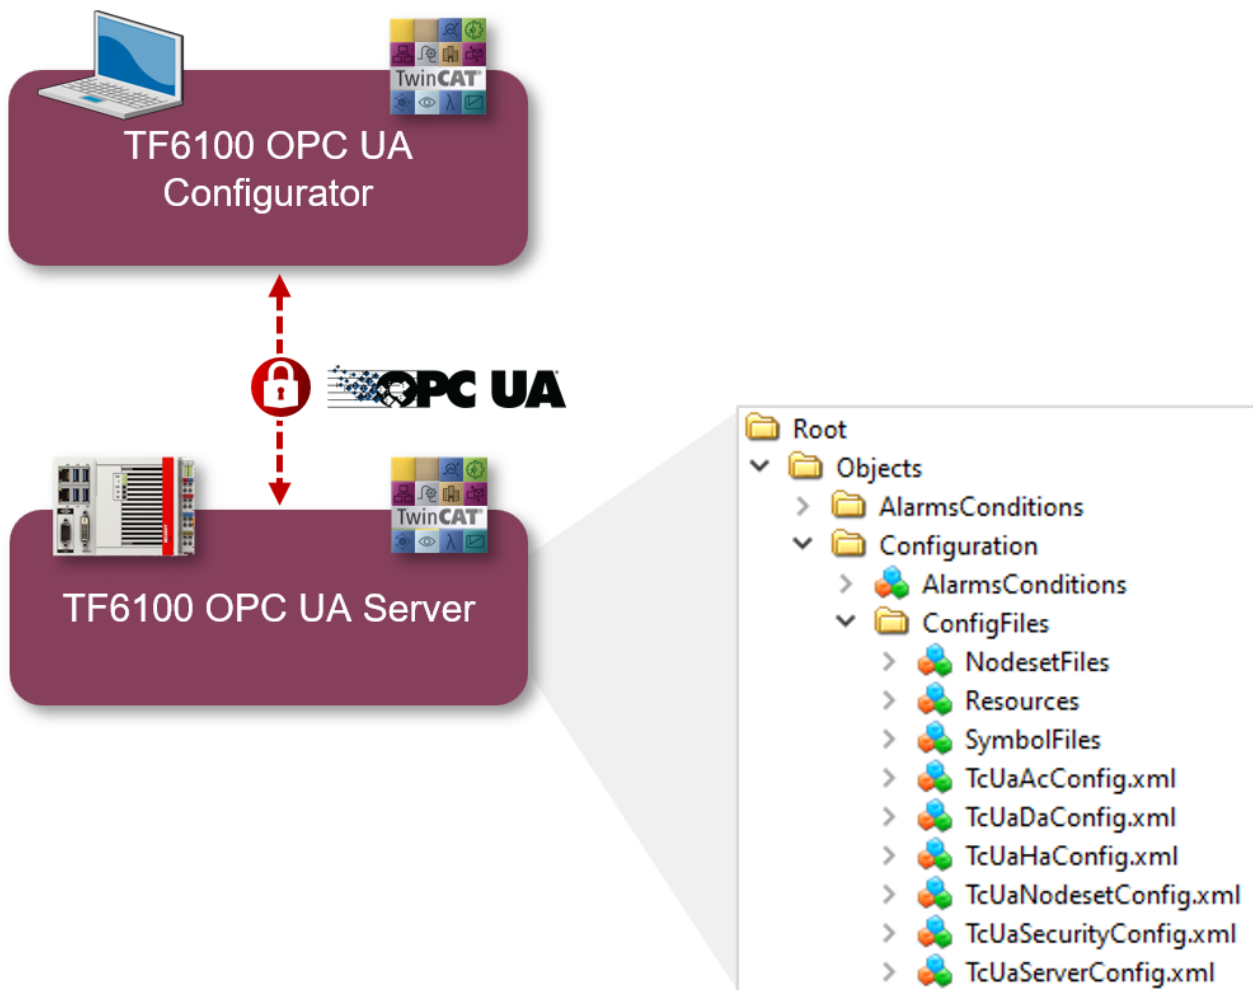 TwinCAT®
TF6100 OPC UA
Configurator
OPC UA
TwinCAT®
TF6100 OPC UA Server
Root
Objects
AlarmsConditions
Configuration
AlarmsConditions
ConfigFiles
NodesetFiles
Resources
SymbolFiles
TcUaAcConfig.xml
TcUaDaConfig.xml
TcUaHaConfig.xml
TcUaNodesetConfig.xml
TcUaSecurityConfig.xml
TcUaServerConfig.xml